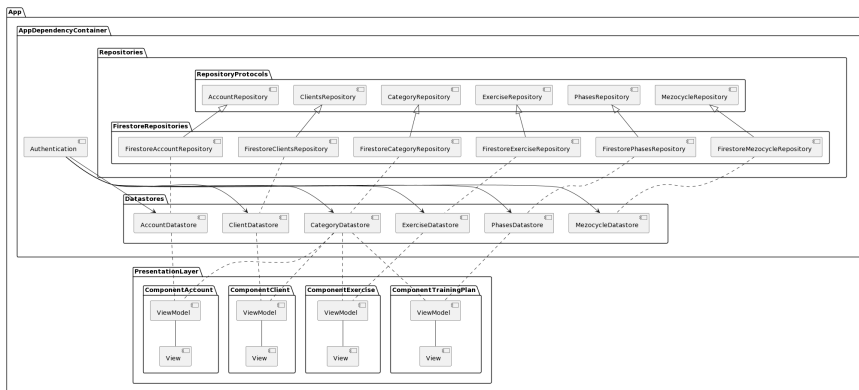 App
AppDependencyContainer
Repositories
RepositoryProtocols
AccountRepository
ClientsRepository
CategoryRepository
ExerciseRepository
PhasesRepository
MezocycleRepository
FirestoreRepositories
Authentication
FirestoreAccountRepository
FirestoreClientsRepository
FirestoreCategoryRepository
FirestoreExerciseRepository
FirestorePhasesRepository
FirestoreMezocycleRepository
Datastores
AccountDatastore
ClientDatastore
CategoryDatastore
ExerciseDatastore
PhasesDatastore
MezocycleDatastore
PresentationLayer
ComponentAccount
ComponentClient
ComponentExercise
ComponentTrainingPlan
ViewModel
ViewModel
ViewModel
ViewModel
View
View
View
View